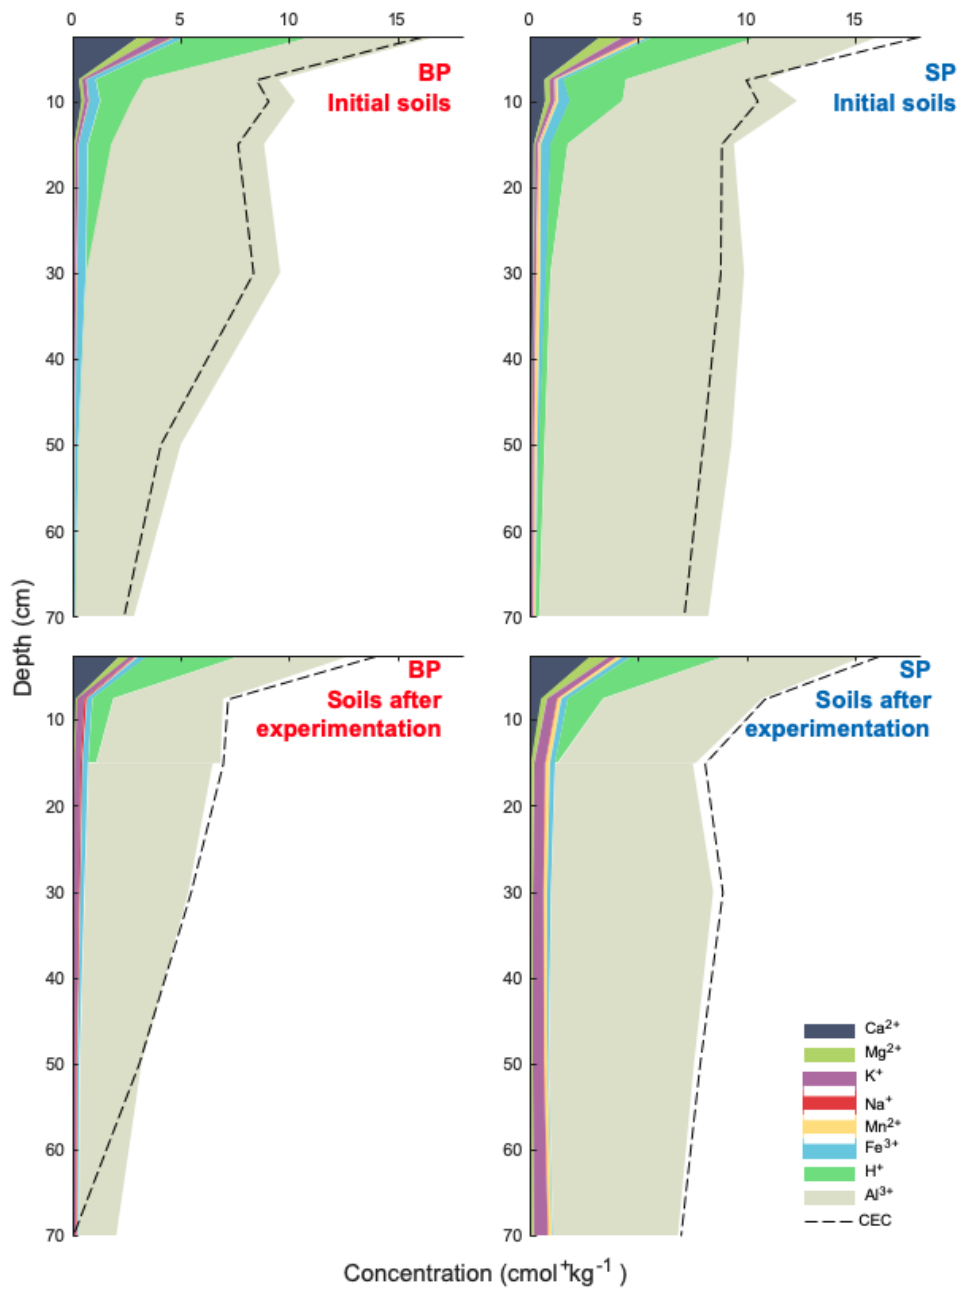 0 5 10 15
0 5 10 15
BP
Initial soils
SP
Initial soils
10
20
30
40
50
60
70
10
20
30
40
50
60
70
Depth (cm)
BP
Soils after
experimentation
SP
Soils after
experimentation
10
20
30
40
50
60
70
10
20
30
40
50
60
70
Ca²⁺
Mg²⁺
K⁺
Na⁺
Mn²⁺
Fe³⁺
H⁺
Al³⁺
CEC
Concentration (cmol⁺kg⁻¹ )